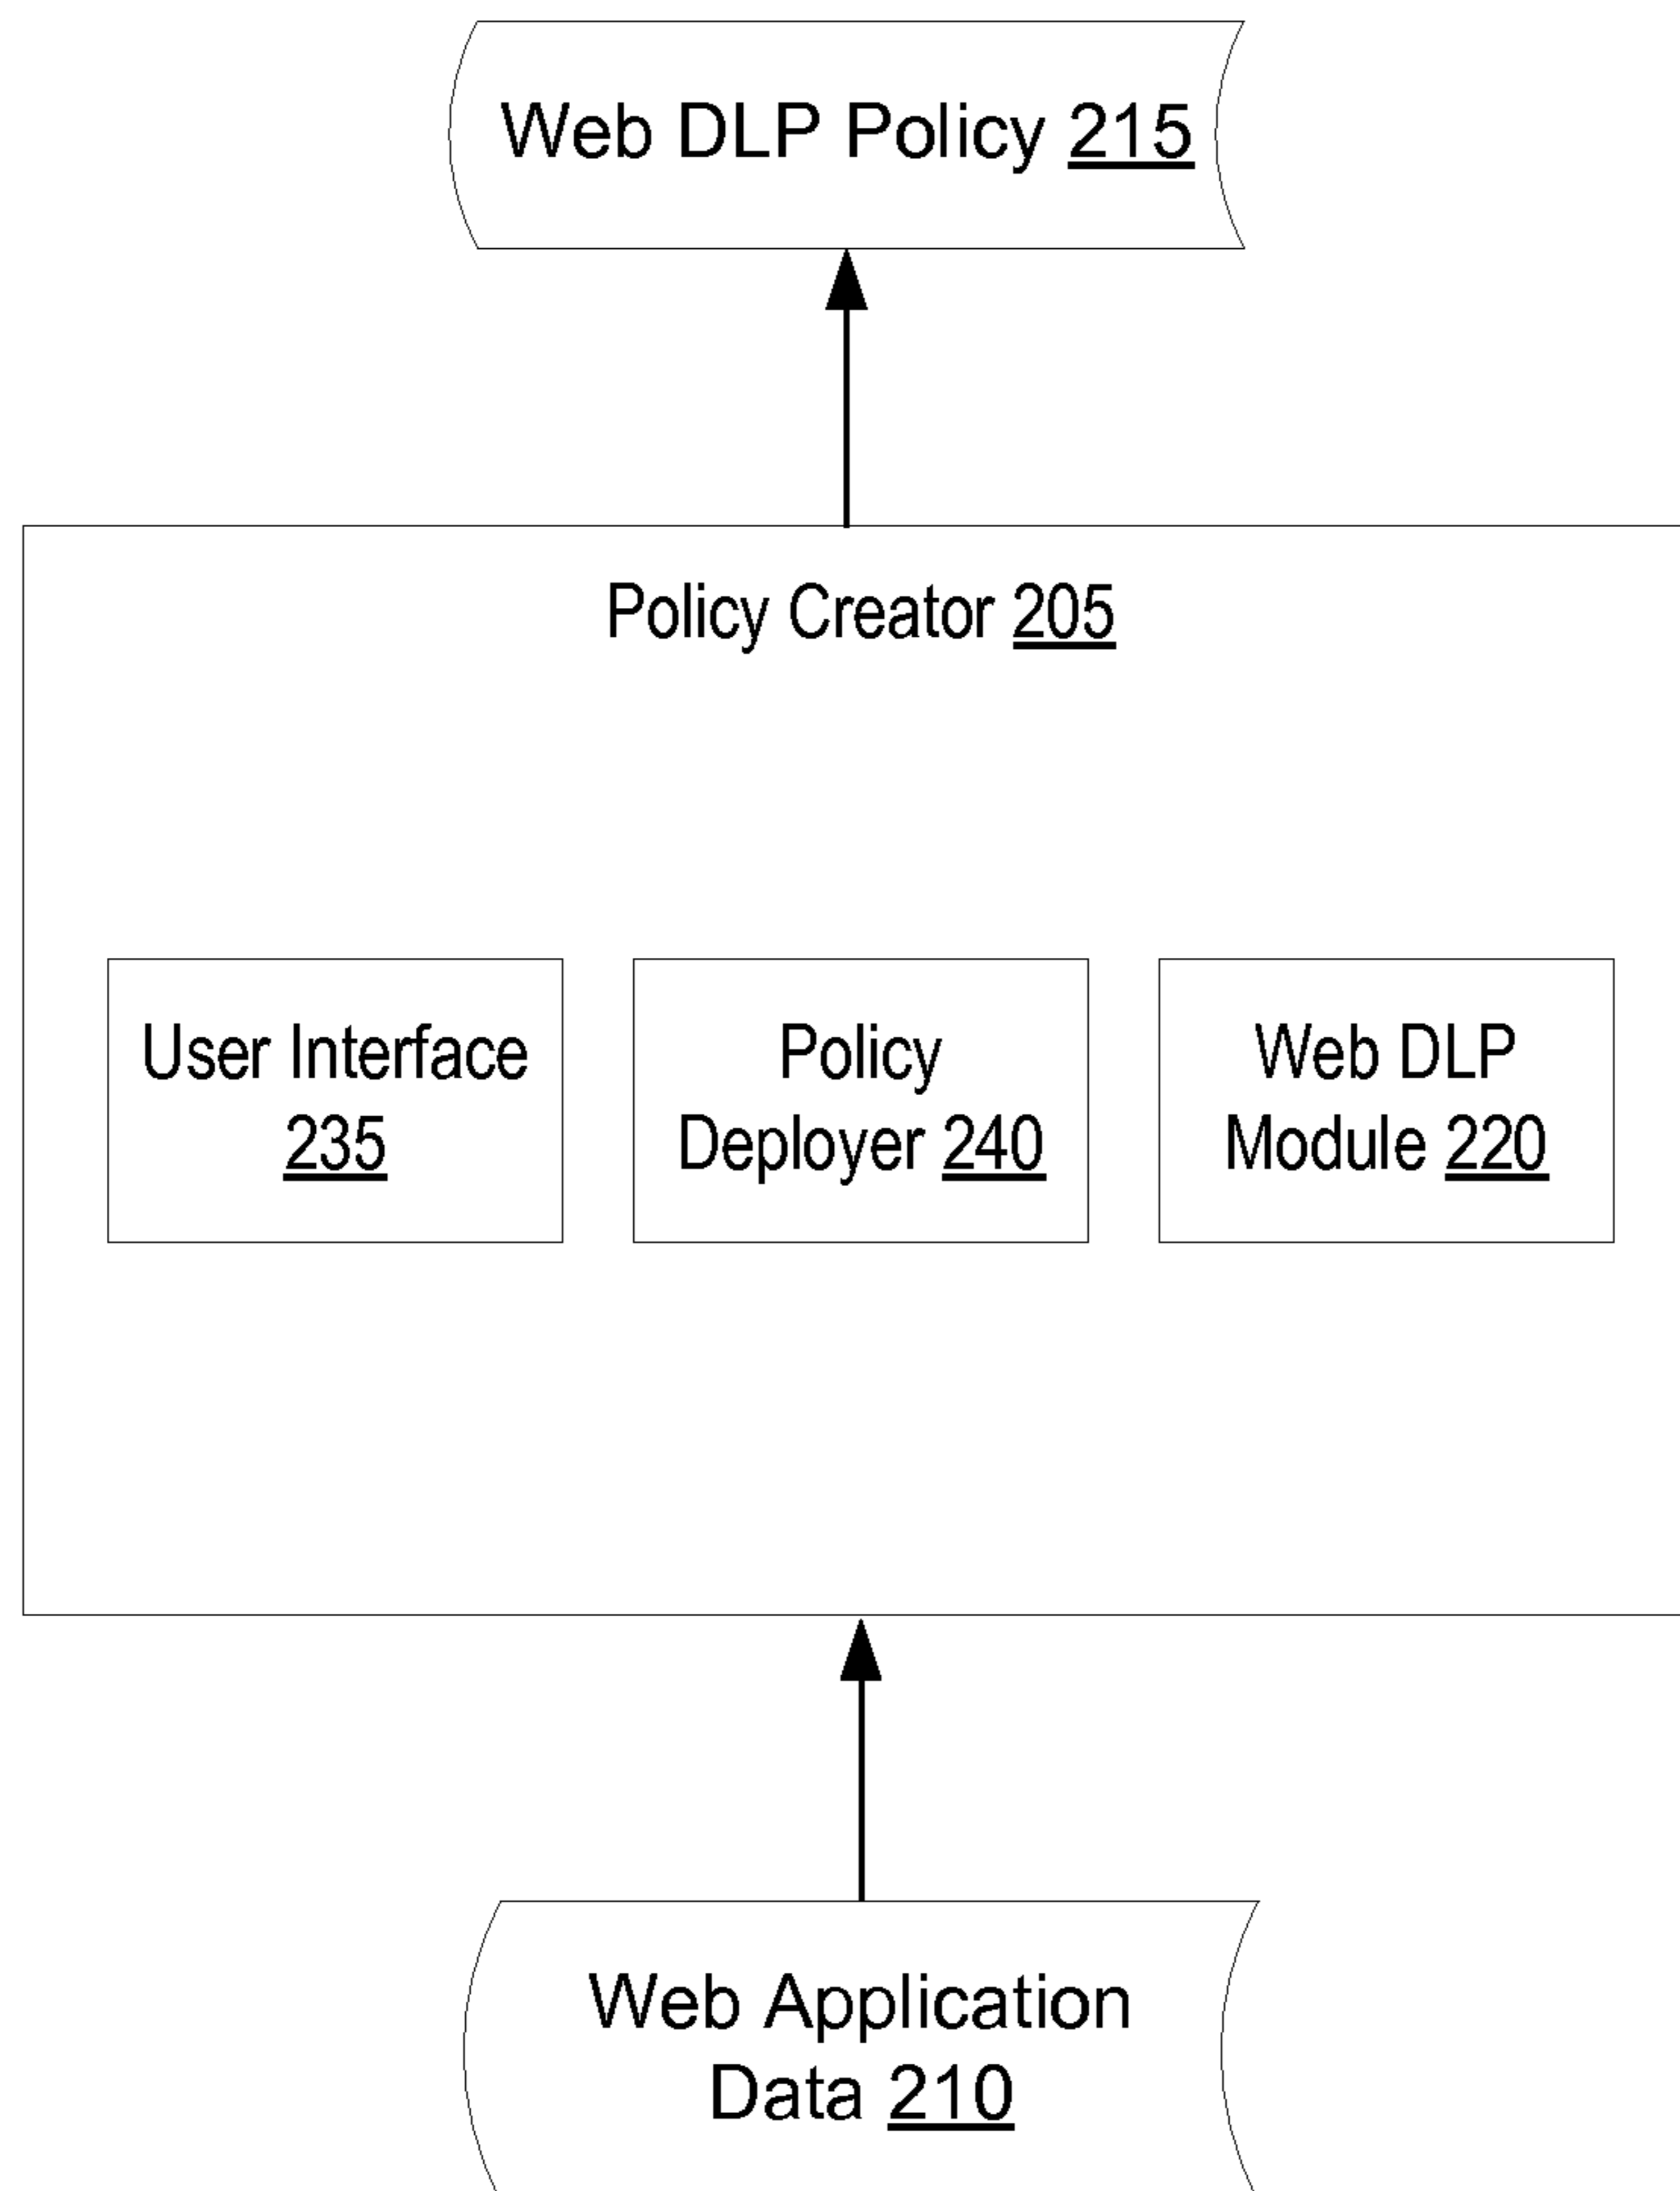 Web DLP Policy 215
Policy Creator 205
User Interface
235
Policy
Deployer 240
Web DLP
Module 220
Web Application
Data 210